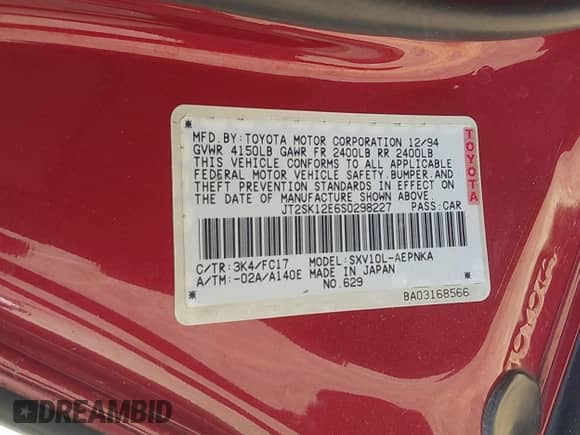 MFD. BY:TOYOTA MOTOR CORPORATION 12/94
GVWR 4150LB GAWR FR 2400LB RR 2400LB
THIS VEHICLE CONFORMS TO ALL APPLICABLE
FEDERAL MOTOR VEHICLE SAFETY.BUMPER.AND
THEFT PREVENTION STANDARDS IN EFFECT ON
THE DATE OF MANUFACTURE SHOWN ABOVE.
JT2SK12E6S0298227 PASS.CAR
TOYOTA
C/TR: 3K4/FC17 MODEL:SXV10L-AEPNKA
A/TM:-02A/A140E MADE IN JAPAN
NO.629
BA03168566
TOYOTA
DREAMBID